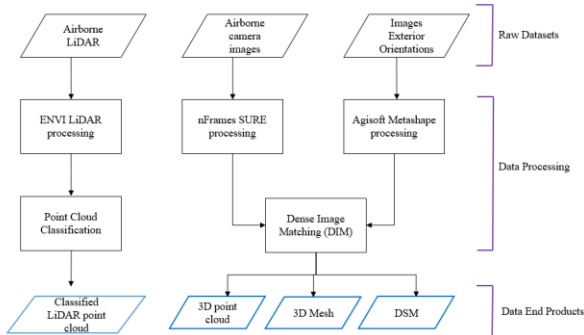 Airborne
LiDAR
Airborne
camera
images
Images
Exterior
Orientations
Raw Datasets
ENVI LiDAR
processing
nFrames SURE
processing
Agisoft Metashape
processing
Data Processing
Point Cloud
Classification
Dense Image
Matching (DIM)
Classified
LiDAR point
cloud
3D point
cloud
3D Mesh
DSM
Data End Products